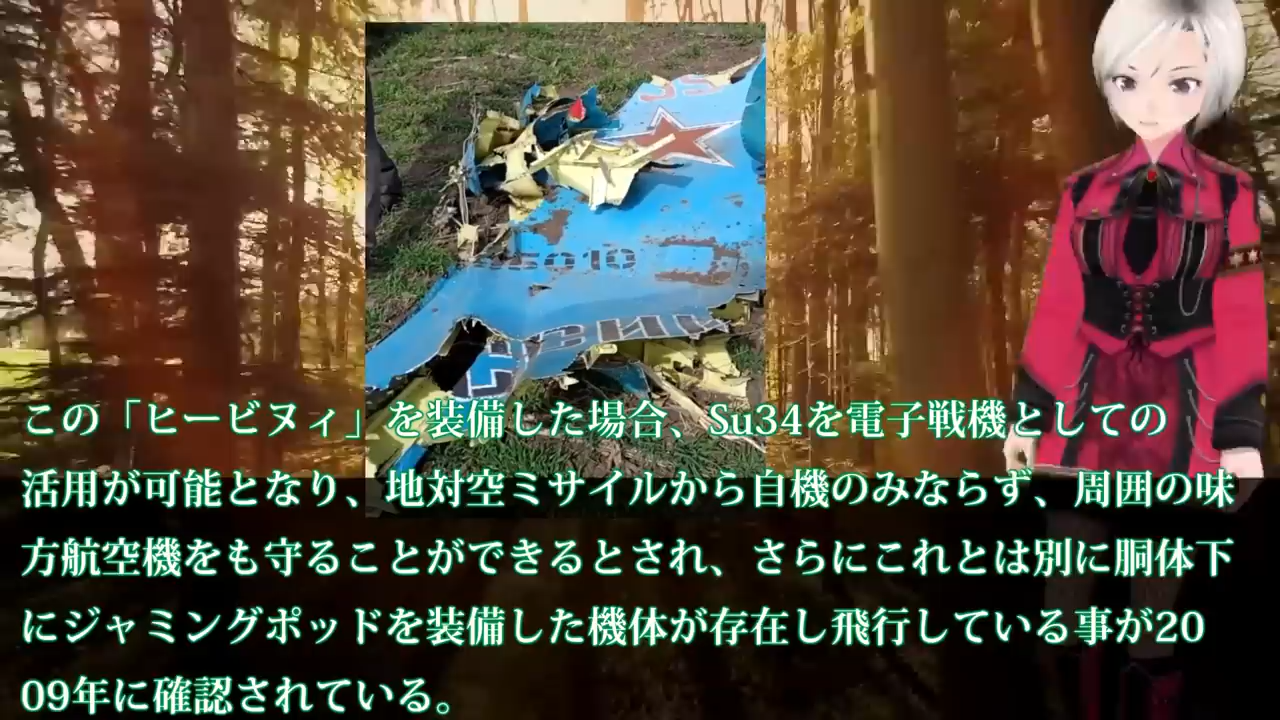 95010
この「ヒービヌィ」を装備した場合、Su34を電子戦機としての
活用が可能となり、地対空ミサイルから自機のみならず、周囲の味
方航空機をも守ることができるとされ、さらにこれとは別に胴体下
にジャミングポッドを装備した機体が存在し飛行している事が20
09年に確認されている。